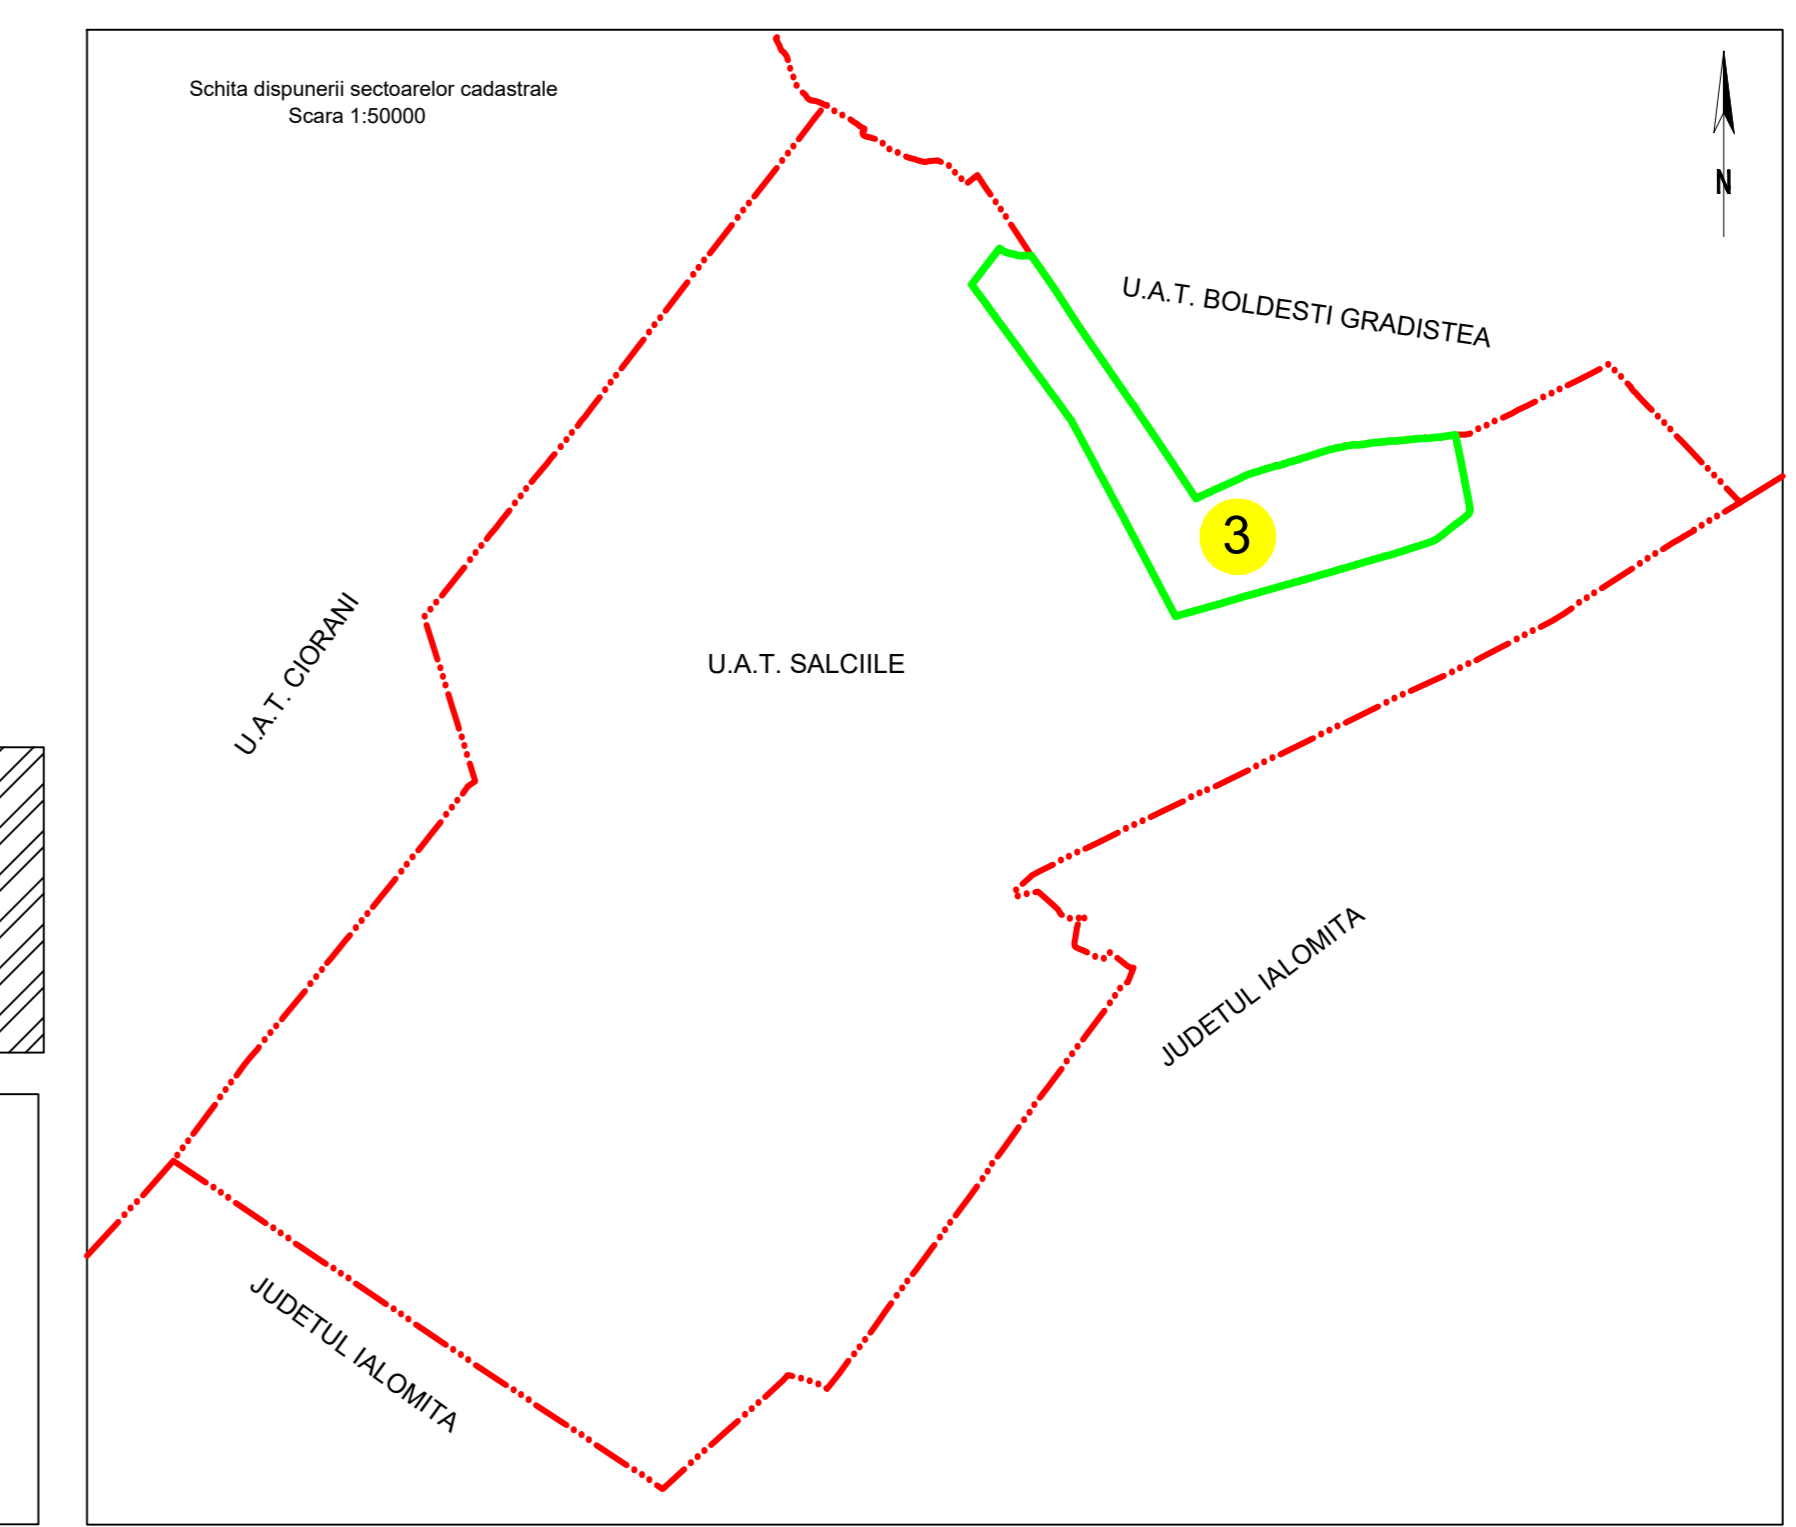 Schita dispunerii sectoarelor cadastrale
Scara 1:50000
N
U.A.T. BOLDESTI GRADISTEA
3
U.A.T. CIORANI
U.A.T. SALCIILE
JUDETUL IALOMITA
JUDETUL IALOMITA